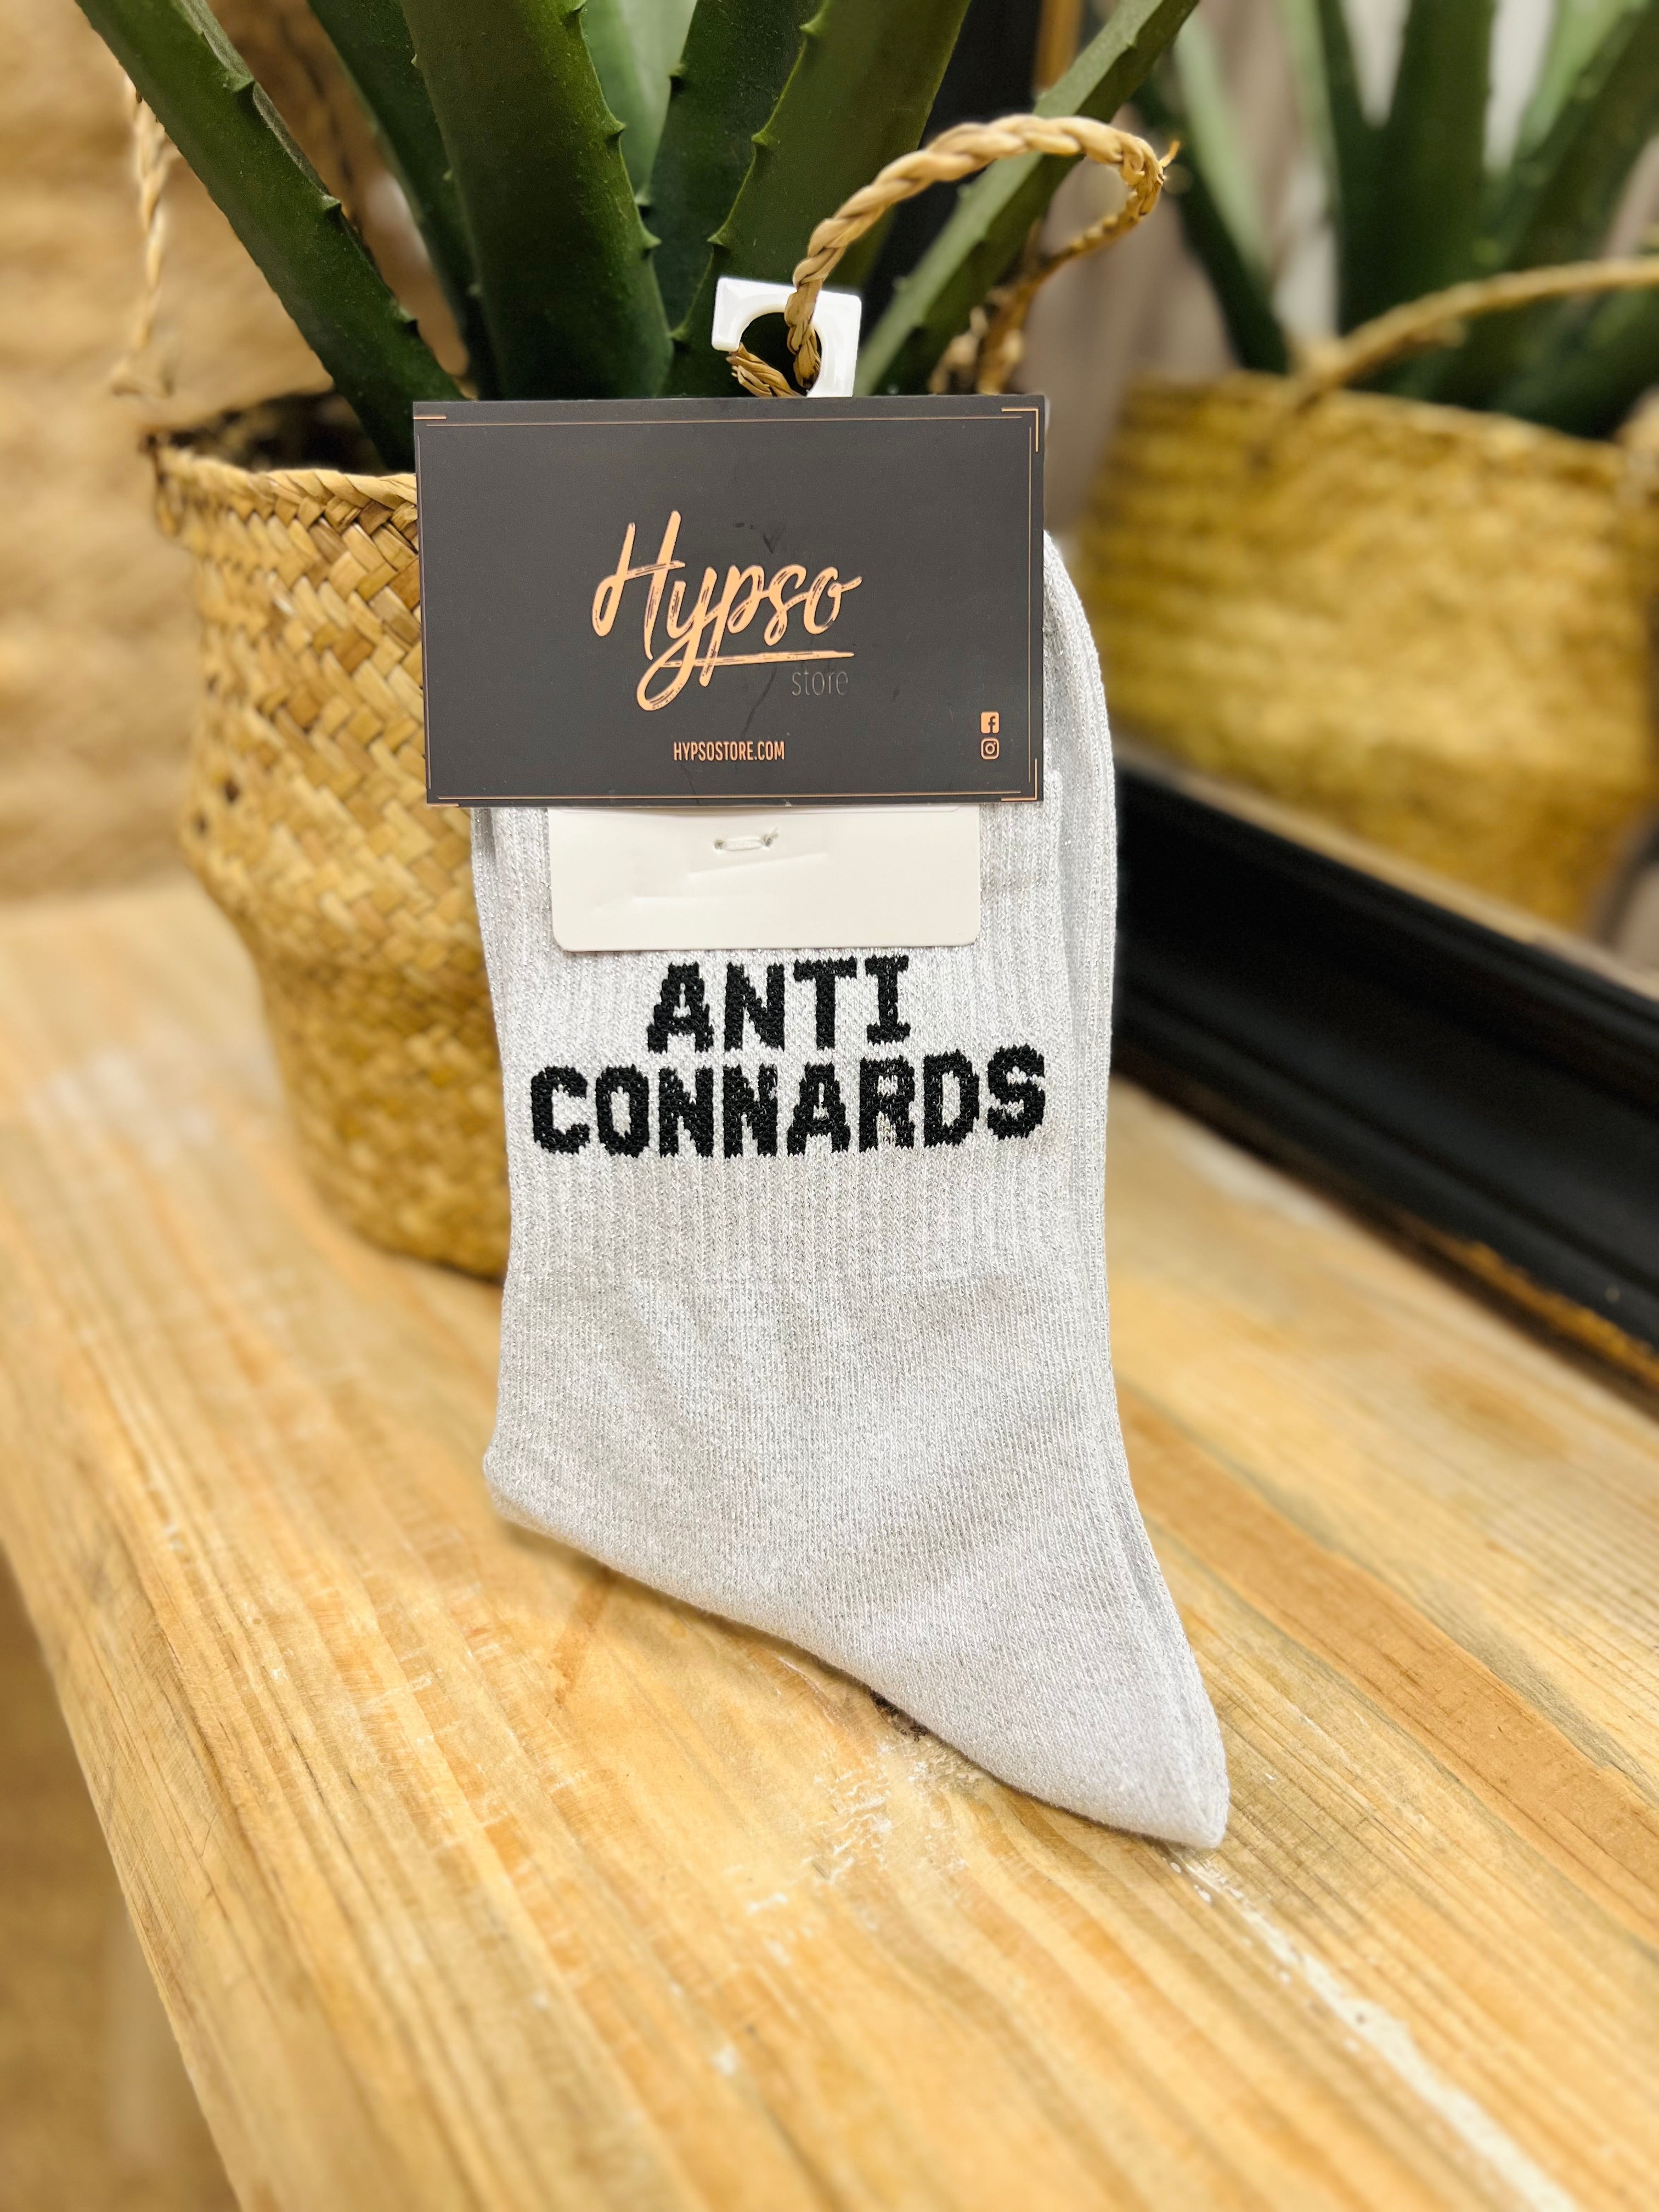 Hypso
store
HYPSOSTORE.COM
ANTI
CONNARDS